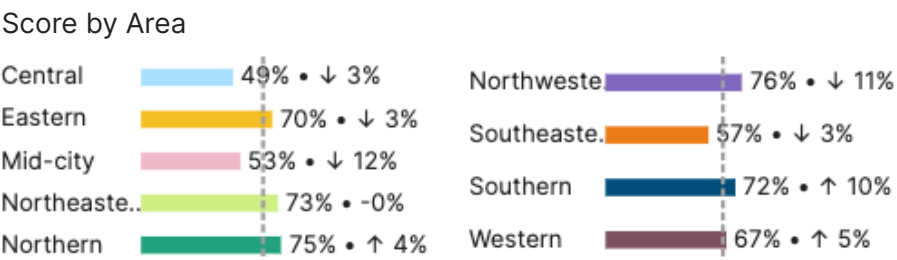 Score by Area
Central 49% • ↓ 3%
Eastern 70% • ↓ 3%
Mid-city 53% • ↓ 12%
Northeaste.. 73% • -0%
Northern 75% • ↑ 4%
Northweste. 76% • ↓ 11%
Southeaste. 57% • ↓ 3%
Southern 72% • ↑ 10%
Western 67% • ↑ 5%